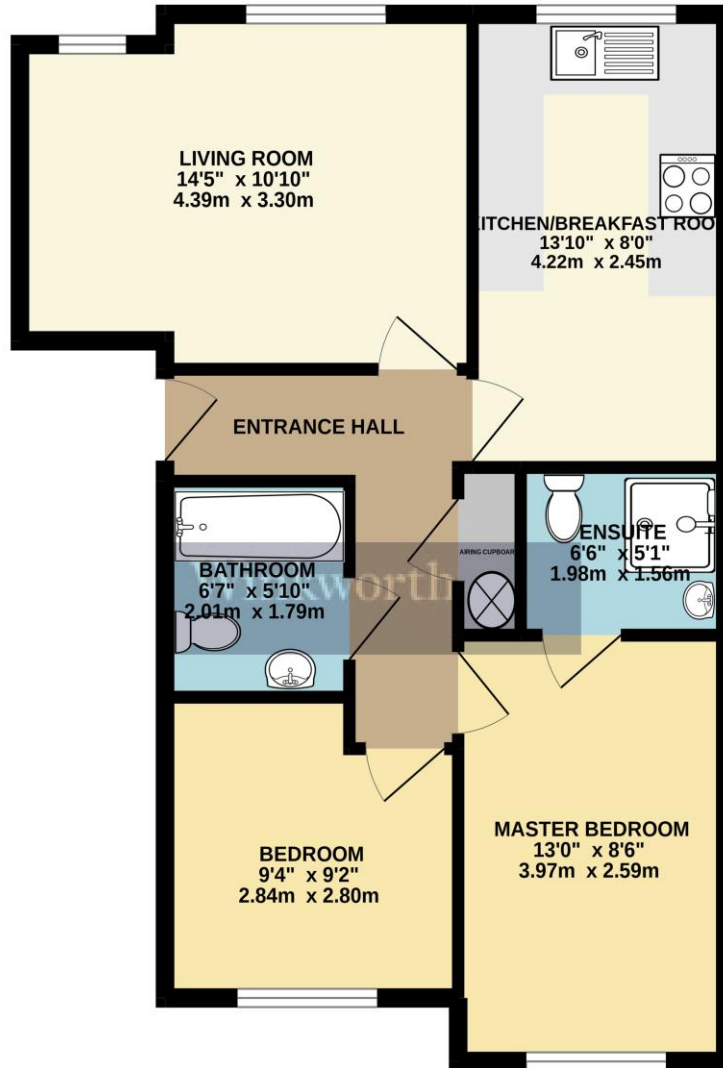 LIVING ROOM
14'5" x 10'10"
4.39m x 3.30m
KITCHEN/BREAKFAST ROOM
13'10" x 8'0"
4.22m x 2.45m
ENTRANCE HALL
AIRING CUPBOARD
ENSUITE
6'6" x 5'1"
1.98m x 1.56m
BATHROOM
6'7" x 5'10"
2.01m x 1.79m
Winkworth
BEDROOM
9'4" x 9'2"
2.84m x 2.80m
MASTER BEDROOM
13'0" x 8'6"
3.97m x 2.59m